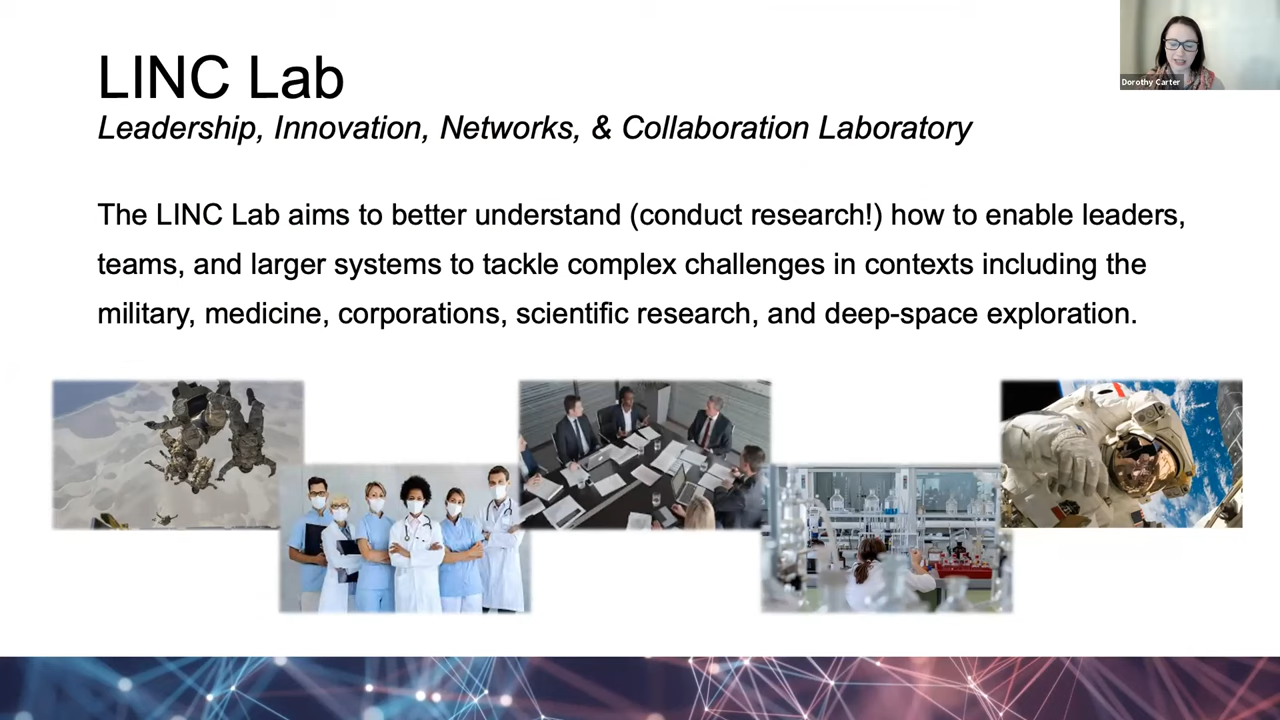 LINC Lab
Leadership, Innovation, Networks, & Collaboration Laboratory
The LINC Lab aims to better understand (conduct research!) how to enable leaders,
teams, and larger systems to tackle complex challenges in contexts including the
military, medicine, corporations, scientific research, and deep-space exploration.
Dorothy Carter